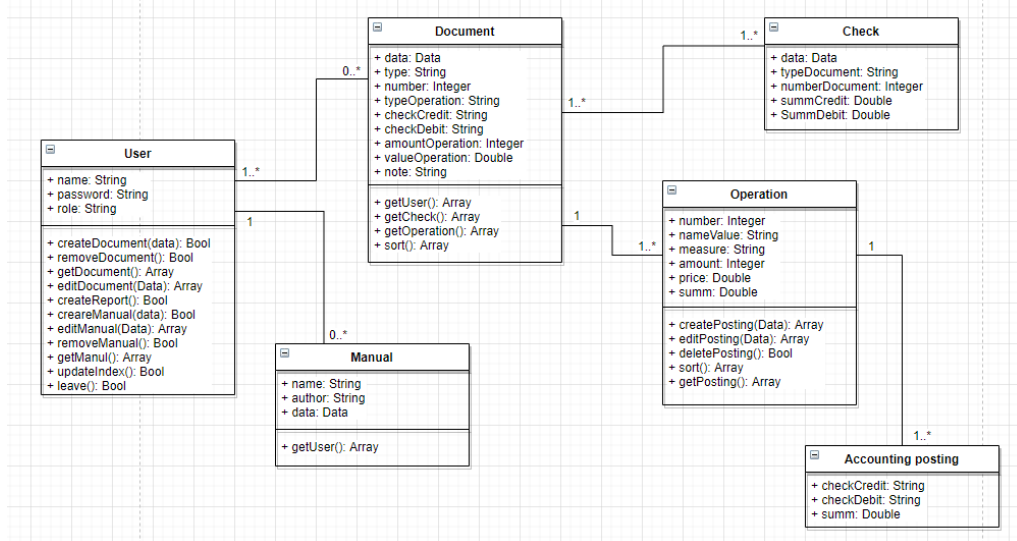 Document
+ data: Data
+ type: String
+ number: Integer
+ typeOperation: String
+ checkCredit: String
+ checkDebit: String
+ amountOperation: Integer
+ valueOperation: Double
+ note: String
+ getUser(): Array
+ getCheck(): Array
+ getOperation(): Array
+ sort(): Array
0..*
1..*
1..*
1
1..*
Check
+ data: Data
+ typeDocument: String
+ numberDocument: Integer
+ summCredit: Double
+ SummDebit: Double
User
+ name: String
+ password: String
+ role: String
+ createDocument(data): Bool
+ removeDocument(): Bool
+ getDocument(): Array
+ editDocument(Data): Array
+ createReport(): Bool
+ creareManual(data): Bool
+ editManual(Data): Array
+ removeManual(): Bool
+ getManul(): Array
+ updateIndex(): Bool
+ leave(): Bool
1..*
1
0..*
Manual
+ name: String
+ author: String
+ data: Data
+ getUser(): Array
Operation
+ number: Integer
+ nameValue: String
+ measure: String
+ amount: Integer
+ price: Double
+ summ: Double
+ createPosting(Data): Array
+ editPosting(Data): Array
+ deletePosting(): Bool
+ sort(): Array
+ getPosting(): Array
1
1..*
Accounting posting
+ checkCredit: String
+ checkDebit: String
+ summ: Double